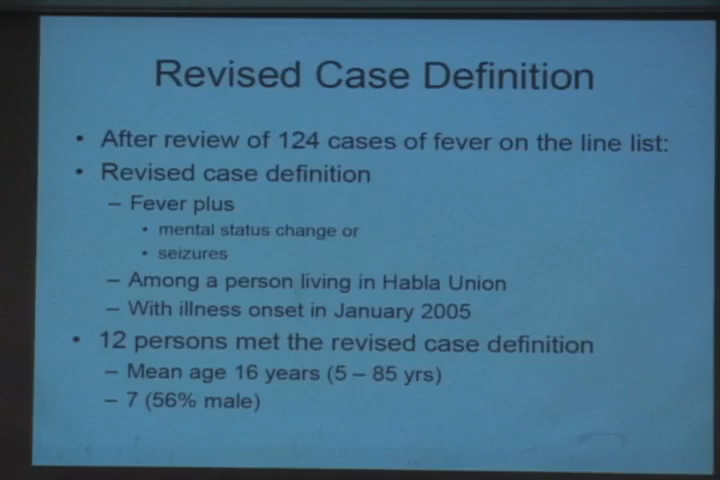 Revised Case Definition
• After review of 124 cases of fever on the line list:
• Revised case definition
– Fever plus
• mental status change or
• seizures
– Among a person living in Habla Union
– With illness onset in January 2005
• 12 persons met the revised case definition
– Mean age 16 years (5 – 85 yrs)
– 7 (56% male)